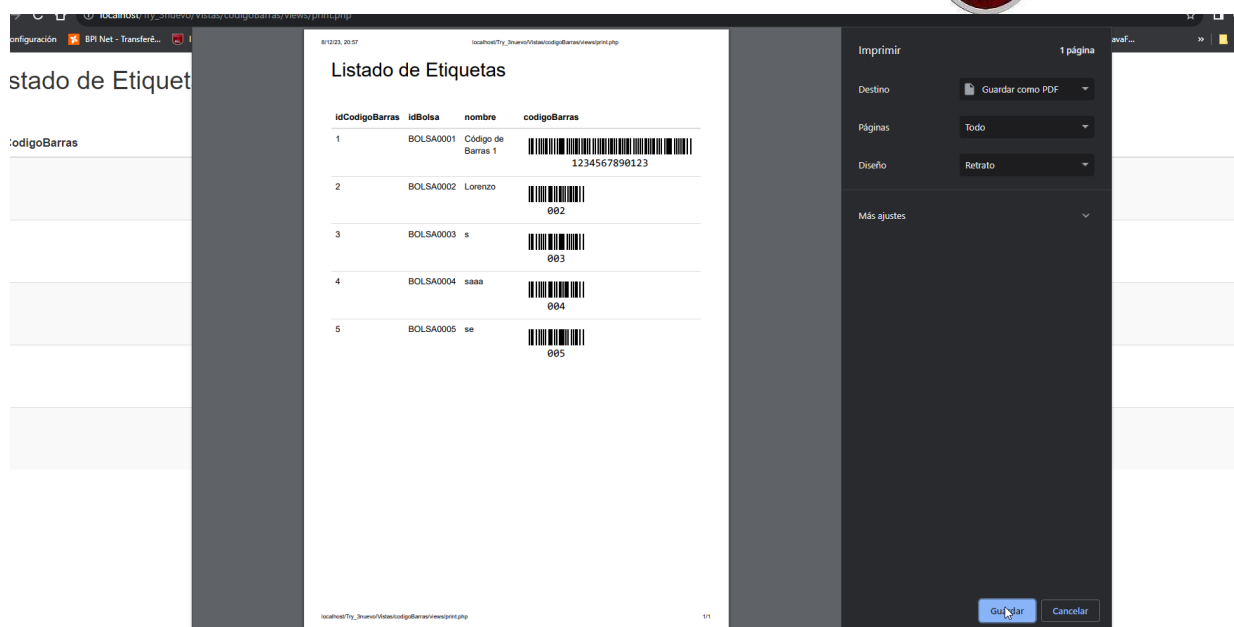 localhost/Try_3nuevo/Vistas/codigoBarras/views/print.php
onfiguración
BPI Net - Transferê...
avaF...
»
stado de Etiquet
CodigoBarras
8/12/23, 20:57
localhost/Try_3nuevo/Vistas/codigoBarras/views/print.php
Listado de Etiquetas
idCodigoBarras idBolsa nombre codigoBarras
1 BOLSA0001 Código de
Barras 1
1234567890123
2 BOLSA0002 Lorenzo
002
3 BOLSA0003 s
003
4 BOLSA0004 saaa
004
5 BOLSA0005 se
005
localhost/Try_3nuevo/Vistas/codigoBarras/views/print.php 1/1
Imprimir 1 página
Destino Guardar como PDF
Páginas Todo
Diseño Retrato
Más ajustes
Guardar Cancelar